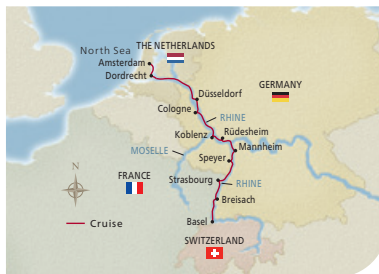 North Sea
THE NETHERLANDS
Amsterdam
Dordrecht
GERMANY
Düsseldorf
Cologne
RHINE
Koblenz
Rüdesheim
MOSELLE
Mannheim
Speyer
FRANCE
Strasbourg
RHINE
Breisach
N
Cruise
Basel
SWITZERLAND